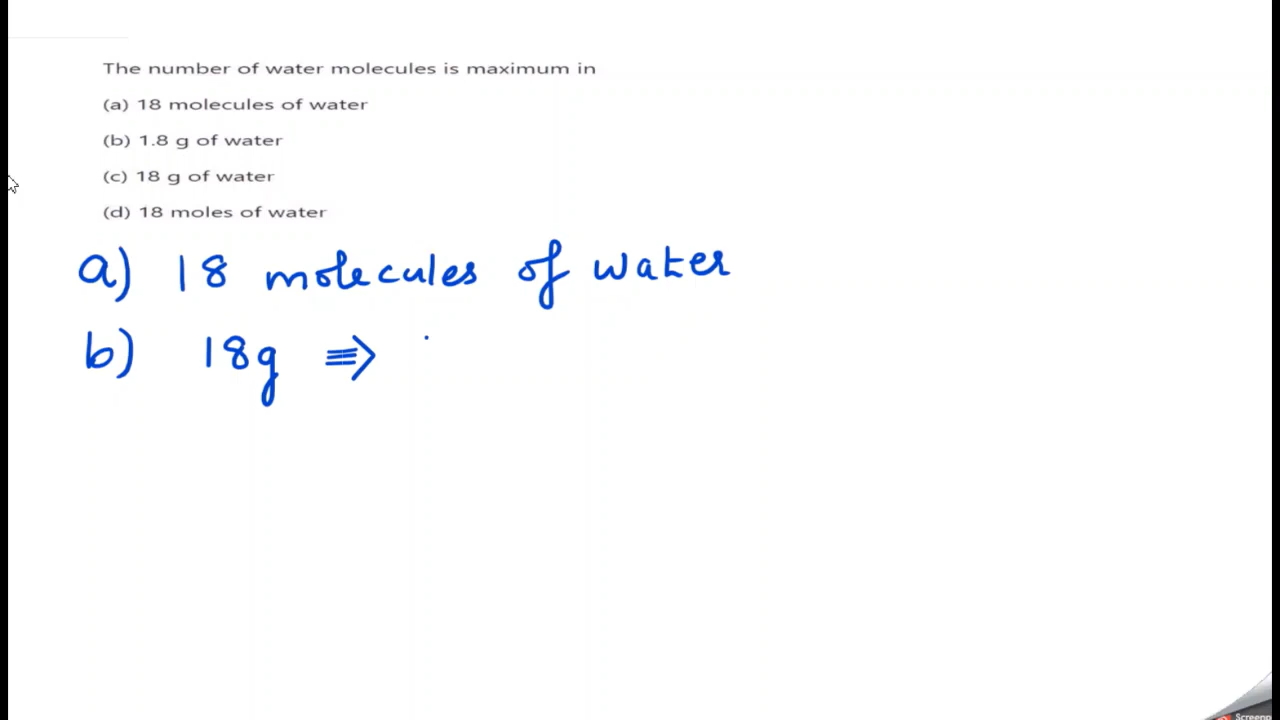 The number of water molecules is maximum in
(a) 18 molecules of water
(b) 1.8 g of water
(c) 18 g of water
(d) 18 moles of water
a) 18 molecules of water
b) 18g ⇒